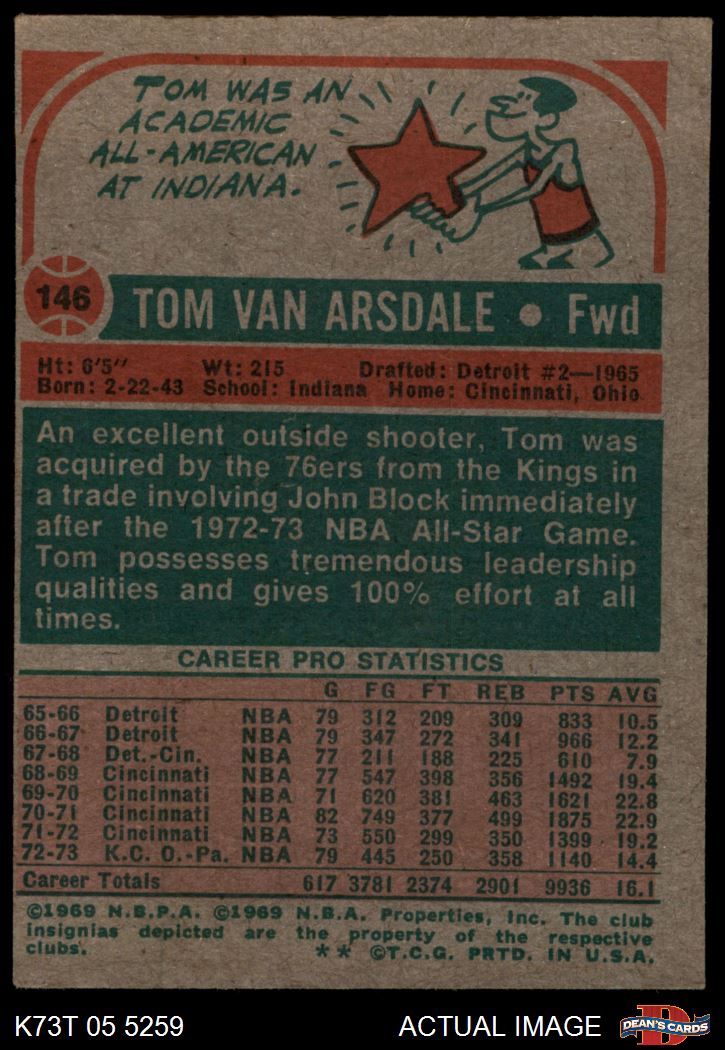 TOM WAS AN
ACADEMIC
ALL-AMERICAN
AT INDIANA.
146
TOM VAN ARSDALE ● Fwd
Ht: 6'5" Wt: 215 Drafted: Detroit #2—1965
Born: 2-22-43 School: Indiana Home: Cincinnati, Ohio
An excellent outside shooter, Tom was
acquired by the 76ers from the Kings in
a trade involving John Block immediately
after the 1972-73 NBA All-Star Game.
Tom possesses tremendous leadership
qualities and gives 100% effort at all
times.
CAREER PRO STATISTICS
G FG FT REB PTS AVG
65-66 Detroit NBA 79 312 209 309 833 10.5
66-67 Detroit NBA 79 347 272 341 966 12.2
67-68 Det.-Cin. NBA 77 211 188 225 610 7.9
68-69 Cincinnati NBA 77 547 398 356 1492 19.4
69-70 Cincinnati NBA 71 620 381 463 1621 22.8
70-71 Cincinnati NBA 82 749 377 499 1875 22.9
71-72 Cincinnati NBA 73 550 299 350 1399 19.2
72-73 K.C. O.-Pa. NBA 79 445 250 358 1140 14.4
Career Totals 617 3781 2374 2901 9936 16.1
©1969 N.B.P.A. ©1969 N.B.A. Properties, Inc. The club
insignias depicted are the property of the respective
clubs. ** ©T.C.G. PRTD. IN U.S.A.
K73T 05 5259 ACTUAL IMAGE
D
DEAN'S CARDS